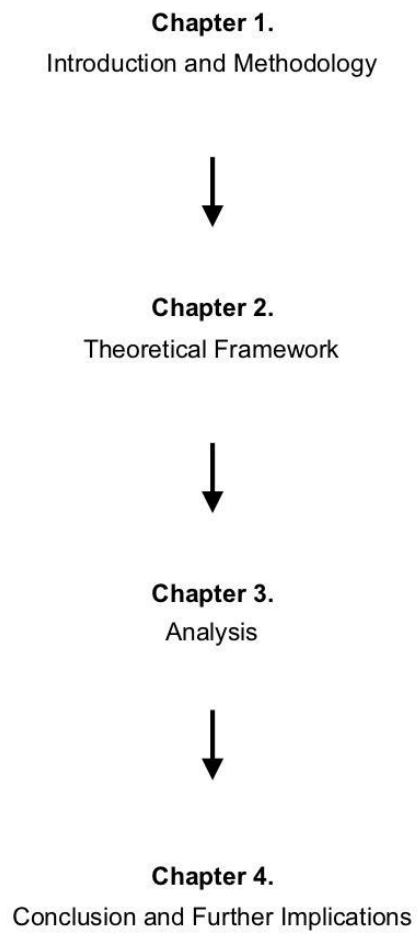 Chapter 1.
Introduction and Methodology
Chapter 2.
Theoretical Framework
Chapter 3.
Analysis
Chapter 4.
Conclusion and Further Implications